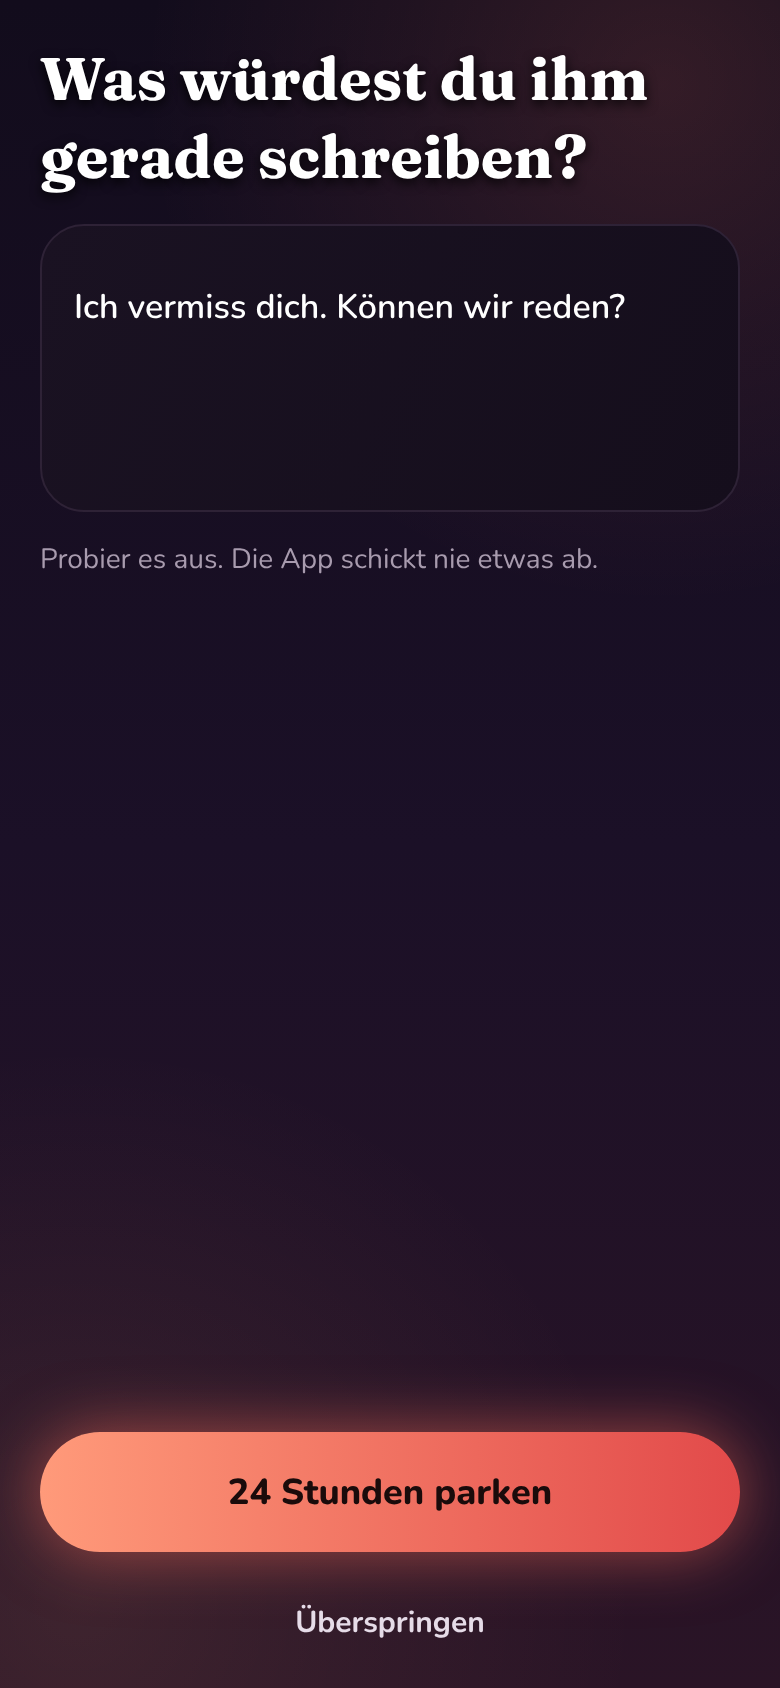 Was würdest du ihm
gerade schreiben?
Ich vermiss dich. Können wir reden?
Probier es aus. Die App schickt nie etwas ab.
24 Stunden parken
Überspringen